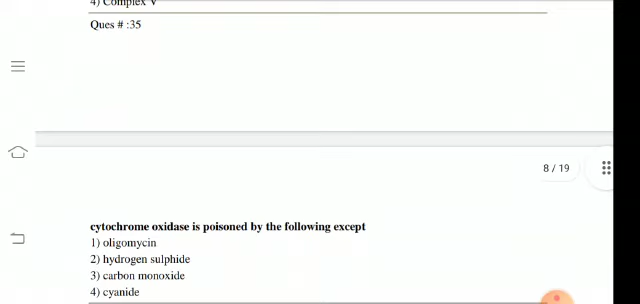 4) Complex V
Ques # :35
8 / 19
cytochrome oxidase is poisoned by the following except
1) oligomycin
2) hydrogen sulphide
3) carbon monoxide
4) cyanide